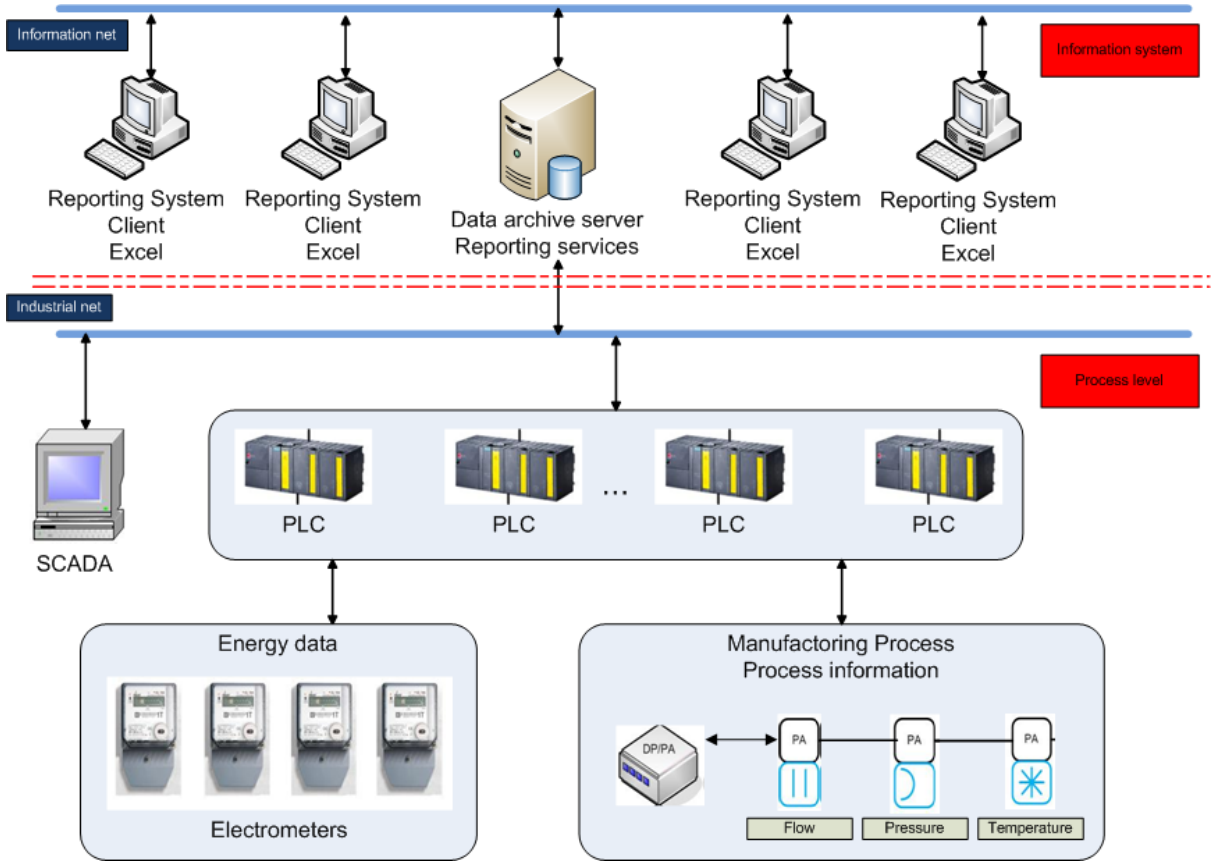 Information net
Information system
Reporting System
Client
Excel
Reporting System
Client
Excel
Data archive server
Reporting services
Reporting System
Client
Excel
Reporting System
Client
Excel
Industrial net
Process level
SCADA
PLC
PLC
...
PLC
PLC
Energy data
Electrometers
Manufactoring Process
Process information
DP/PA
PA
PA
PA
Flow
Pressure
Temperature